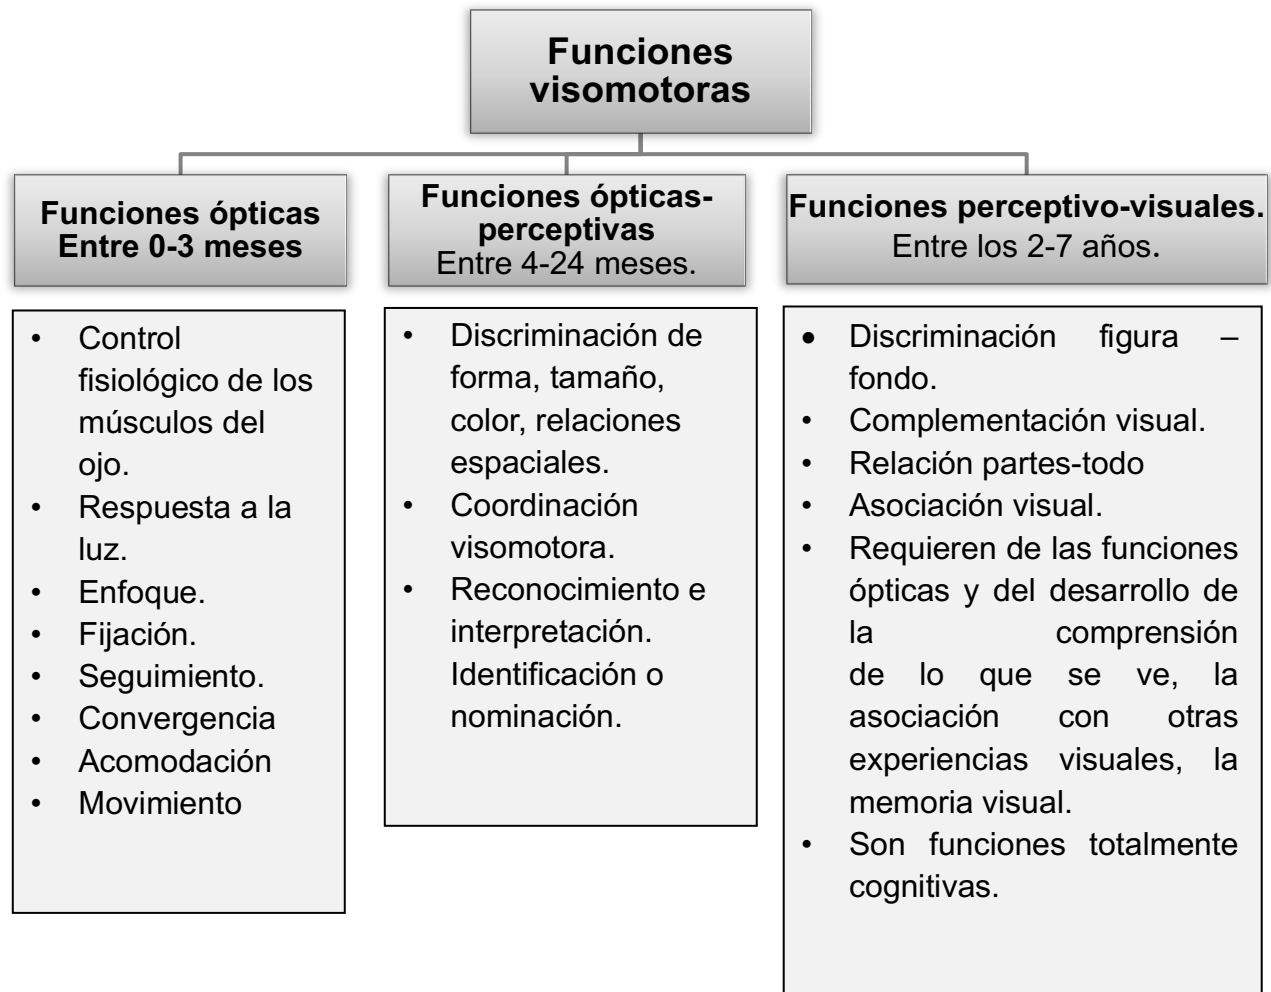 Funciones
visomotoras
Funciones ópticas
Entre 0-3 meses
• Control
fisiológico de los
músculos del
ojo.
• Respuesta a la
luz.
• Enfoque.
• Fijación.
• Seguimiento.
• Convergencia
• Acomodación
• Movimiento
Funciones ópticas-
perceptivas
Entre 4-24 meses.
• Discriminación de
forma, tamaño,
color, relaciones
espaciales.
• Coordinación
visomotora.
• Reconocimiento e
interpretación.
Identificación o
nominación.
Funciones perceptivo-visuales.
Entre los 2-7 años.
• Discriminación figura –
fondo.
• Complementación visual.
• Relación partes-todo
• Asociación visual.
• Requieren de las funciones
ópticas y del desarrollo de
la comprensión
de lo que se ve, la
asociación con otras
experiencias visuales, la
memoria visual.
• Son funciones totalmente
cognitivas.